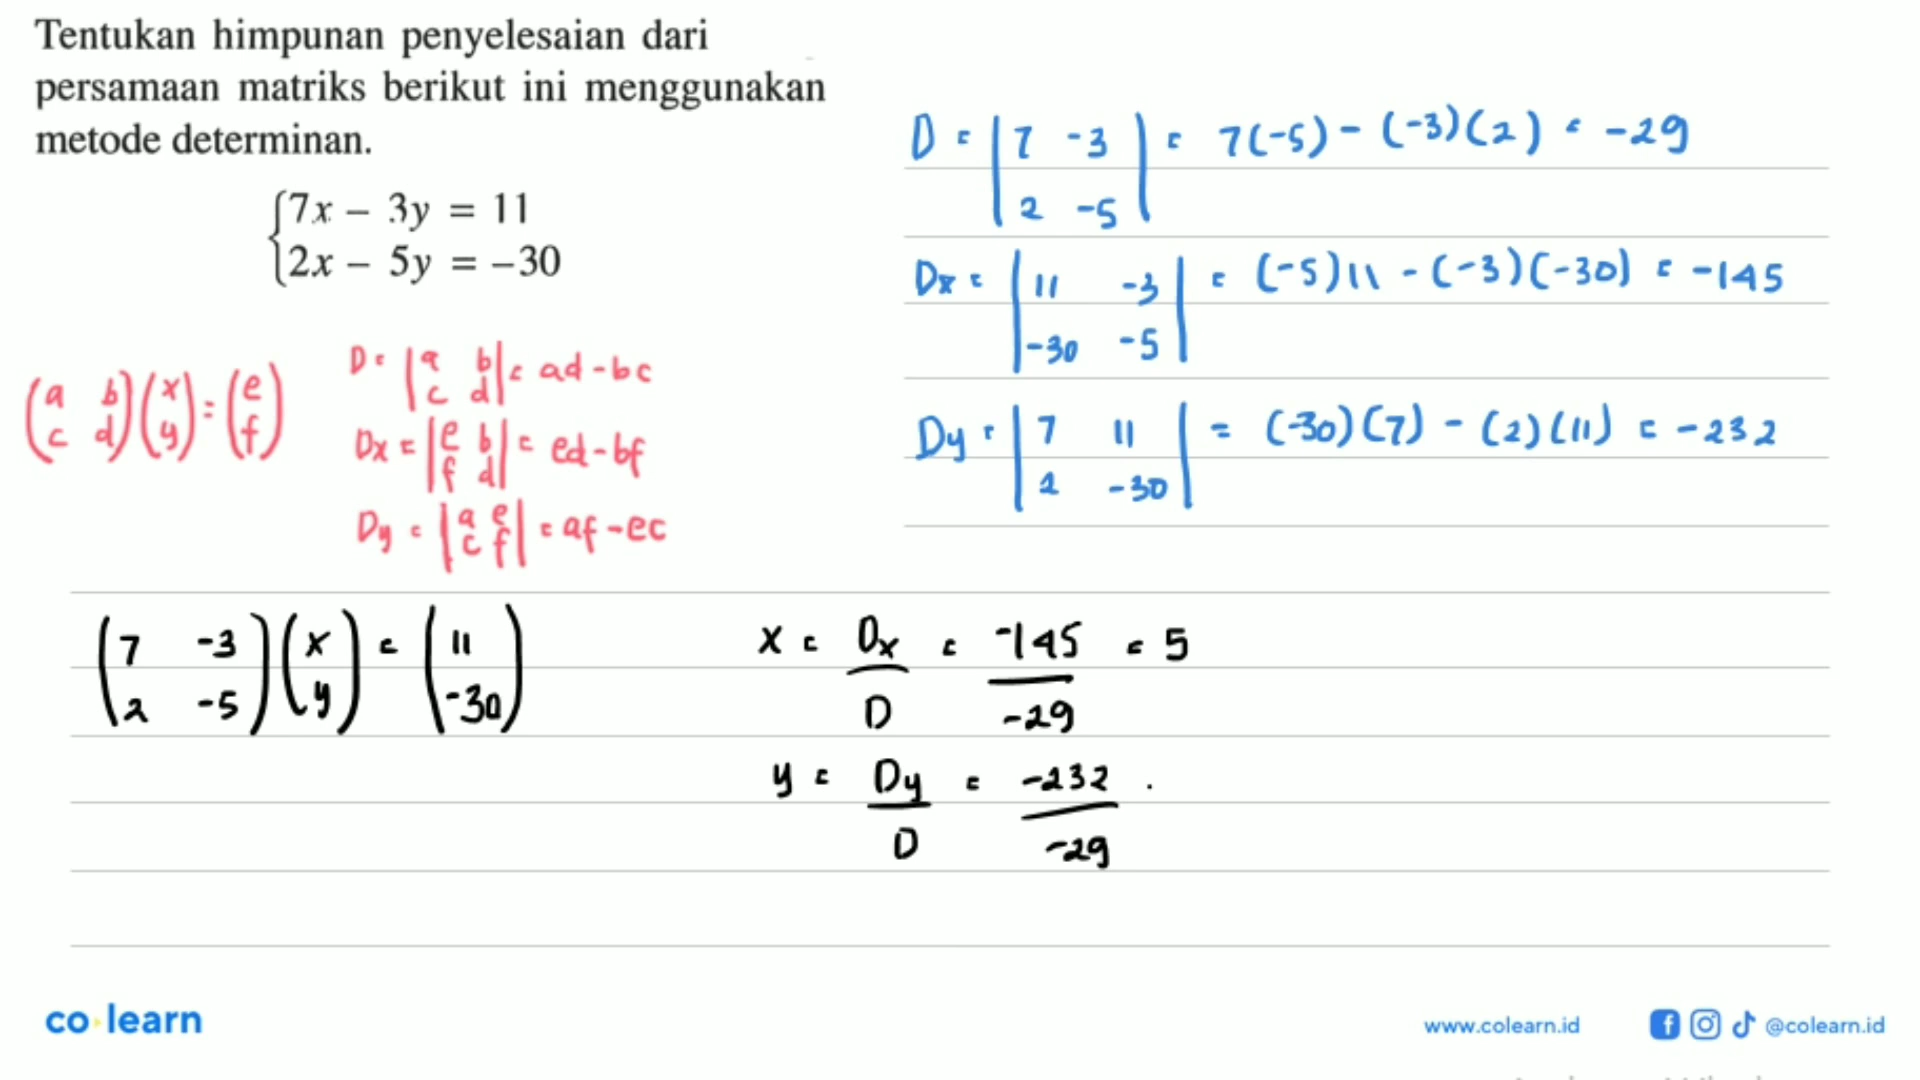 Tentukan himpunan penyelesaian dari
persamaan matriks berikut ini menggunakan
metode determinan.
{7x − 3y = 11
2x − 5y = −30
(a b
c d)(x
y) = (e
f)
D = |a b
c d| = ad - bc
Dx = |e b
f d| = ed - bf
Dy = |a e
c f| = af - ec
D = |7 -3
2 -5| = 7(-5) - (-3)(2) = -29
Dx = |11 -3
-30 -5| = (-5)11 - (-3)(-30) = -145
Dy = |7 11
2 -30| = (-30)(7) - (2)(11) = -232
(7 -3
2 -5)(x
y) = (11
-30)
x = Dx = -145 = 5
D -29
y = Dy = -232 .
D -29
co learn
www.colearn.id
@colearn.id